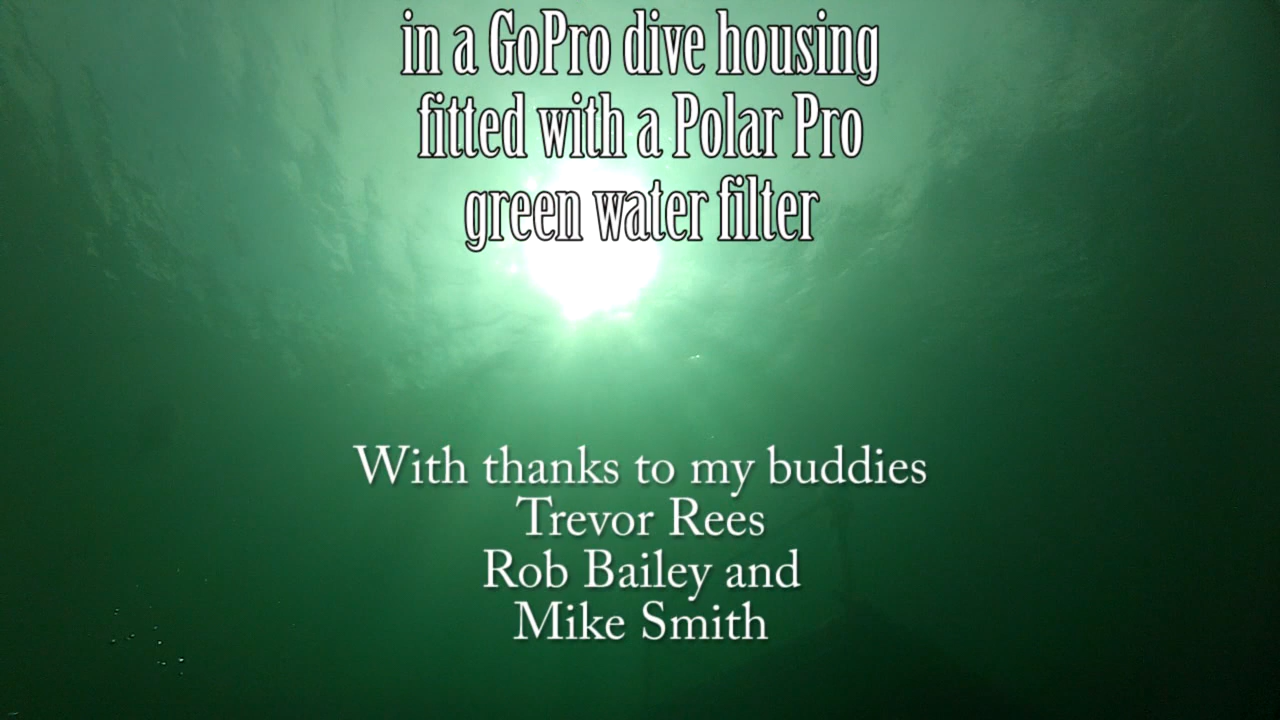 in a GoPro dive housing
fitted with a Polar Pro
green water filter
With thanks to my buddies
Trevor Rees
Rob Bailey and
Mike Smith